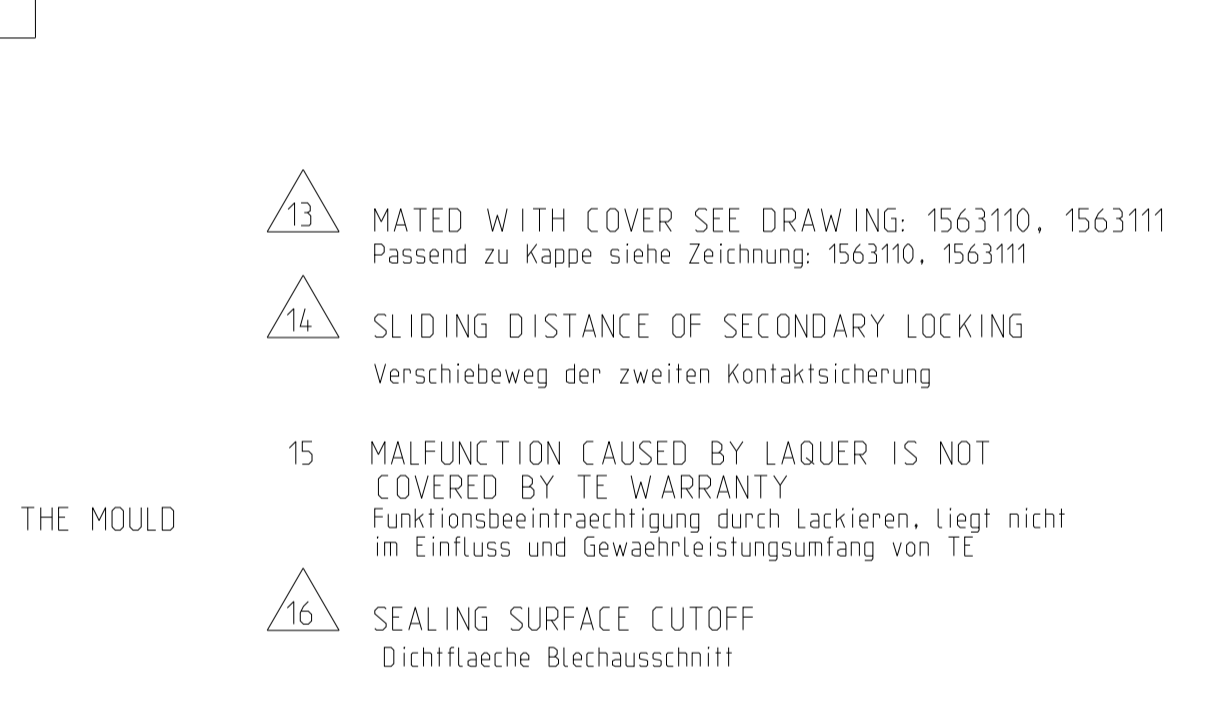 13 MATED WITH COVER SEE DRAWING: 1563110, 1563111
Passend zu Kappe siehe Zeichnung: 1563110, 1563111
14 SLIDING DISTANCE OF SECONDARY LOCKING
Verschiebeweg der zweiten Kontaktsicherung
15 MALFUNCTION CAUSED BY LAQUER IS NOT
COVERED BY TE WARRANTY
THE MOULD
Funktionsbeeintraechtigung durch Lackieren, liegt nicht
im Einfluss und Gewaehrleistungsumfang von TE
16 SEALING SURFACE CUTOFF
Dichtflaeche Blechausschnitt